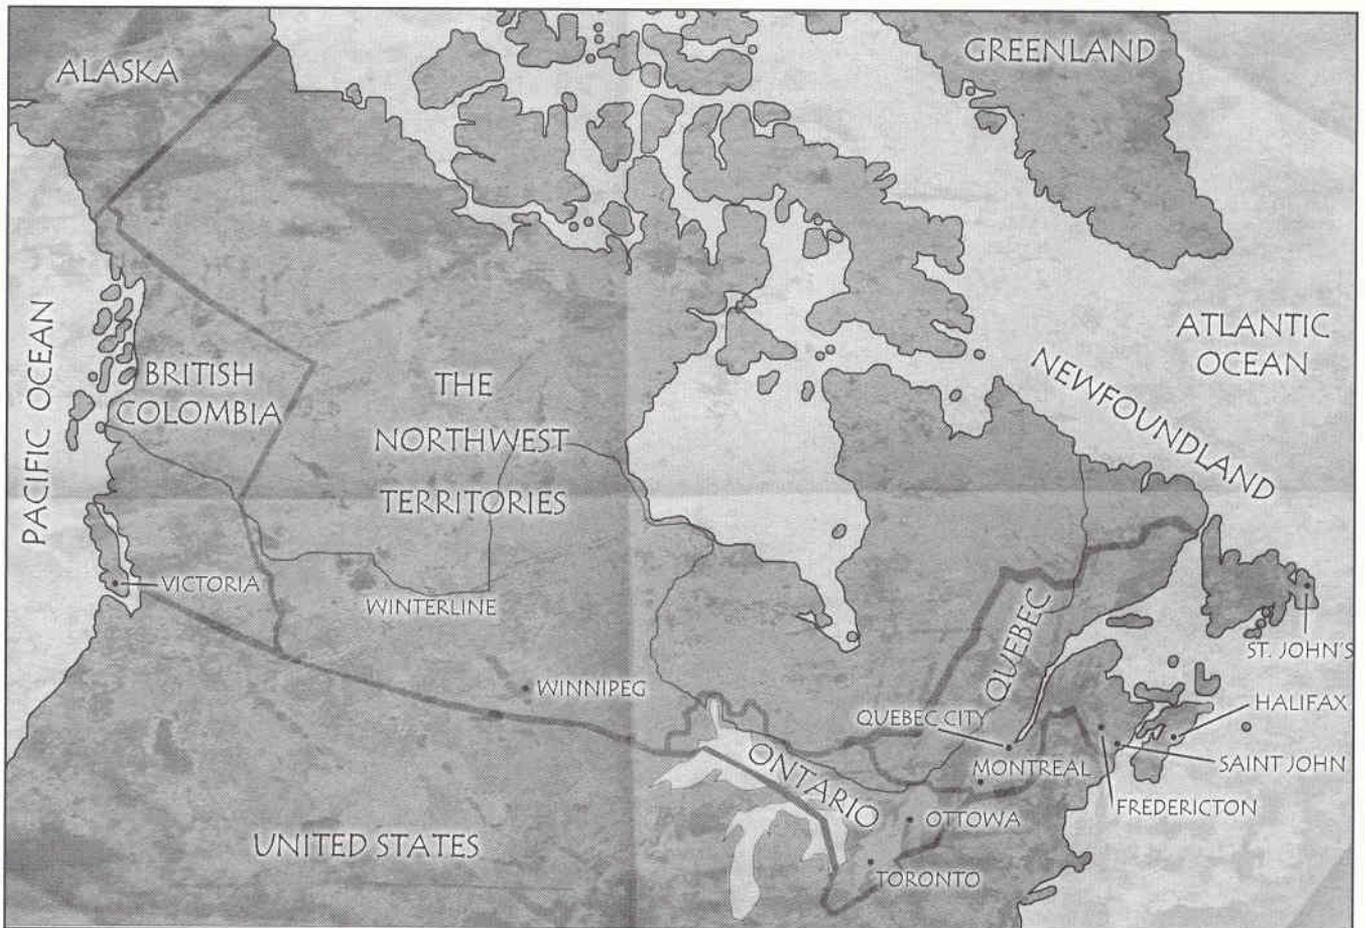 ALASKA
GREENLAND
PACIFIC OCEAN
BRITISH
COLOMBIA
THE
NORTHWEST
TERRITORIES
ATLANTIC
OCEAN
NEWFOUNDLAND
VICTORIA
WINTERLINE
WINNIPEG
QUEBEC
ST. JOHN'S
HALIFAX
QUEBEC CITY
SAINT JOHN
MONTREAL
ONTARIO
FREDERICTON
OTTOWA
UNITED STATES
TORONTO